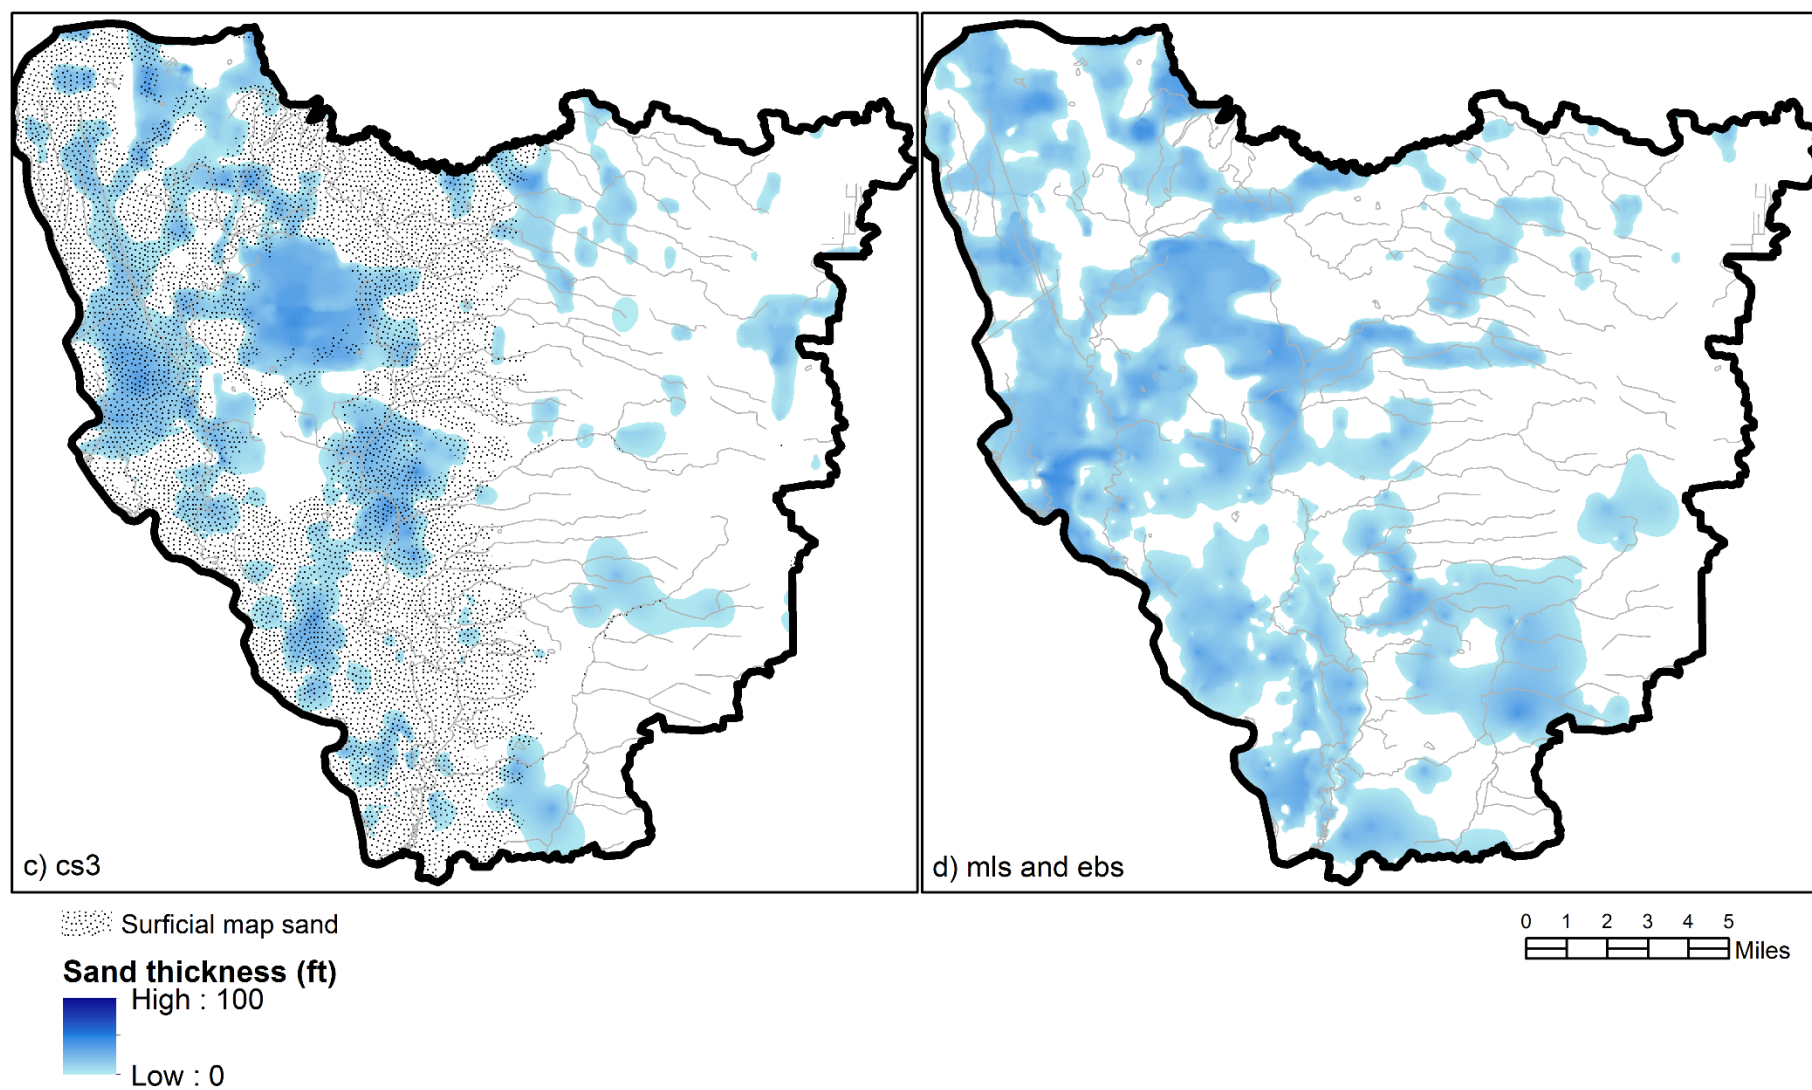 c) cs3
d) mls and ebs
Surficial map sand
Sand thickness (ft)
High : 100
Low : 0
0 1 2 3 4 5
Miles